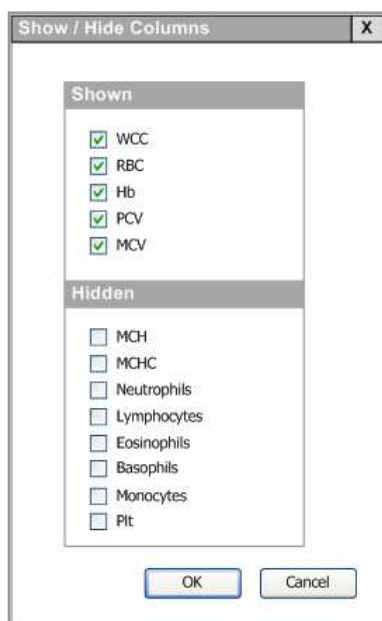 Show / Hide Columns X
Shown
WCC
RBC
Hb
PCV
MCV
Hidden
MCH
MCHC
Neutrophils
Lymphocytes
Eosinophils
Basophils
Monocytes
Plt
OK Cancel